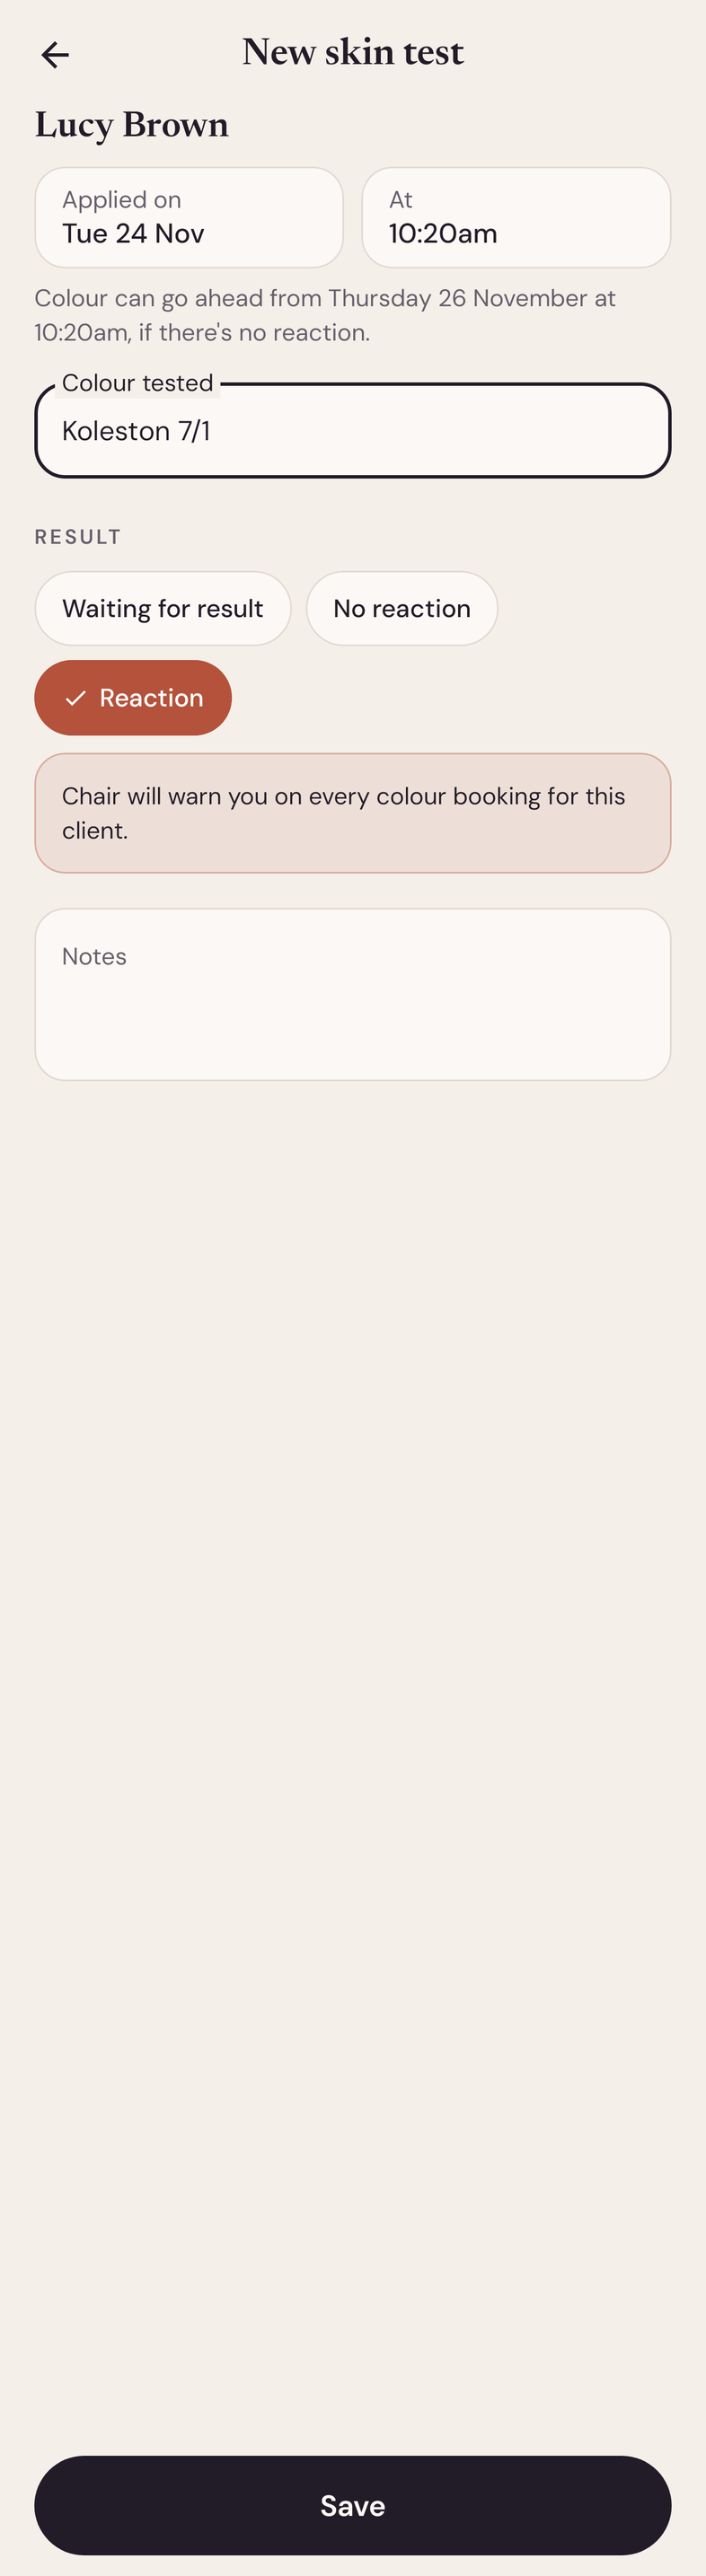 New skin test
Lucy Brown
Applied on
Tue 24 Nov
At
10:20am
Colour can go ahead from Thursday 26 November at
10:20am, if there's no reaction.
Colour tested
Koleston 7/1
RESULT
Waiting for result
No reaction
Reaction
Chair will warn you on every colour booking for this
client.
Notes
Save